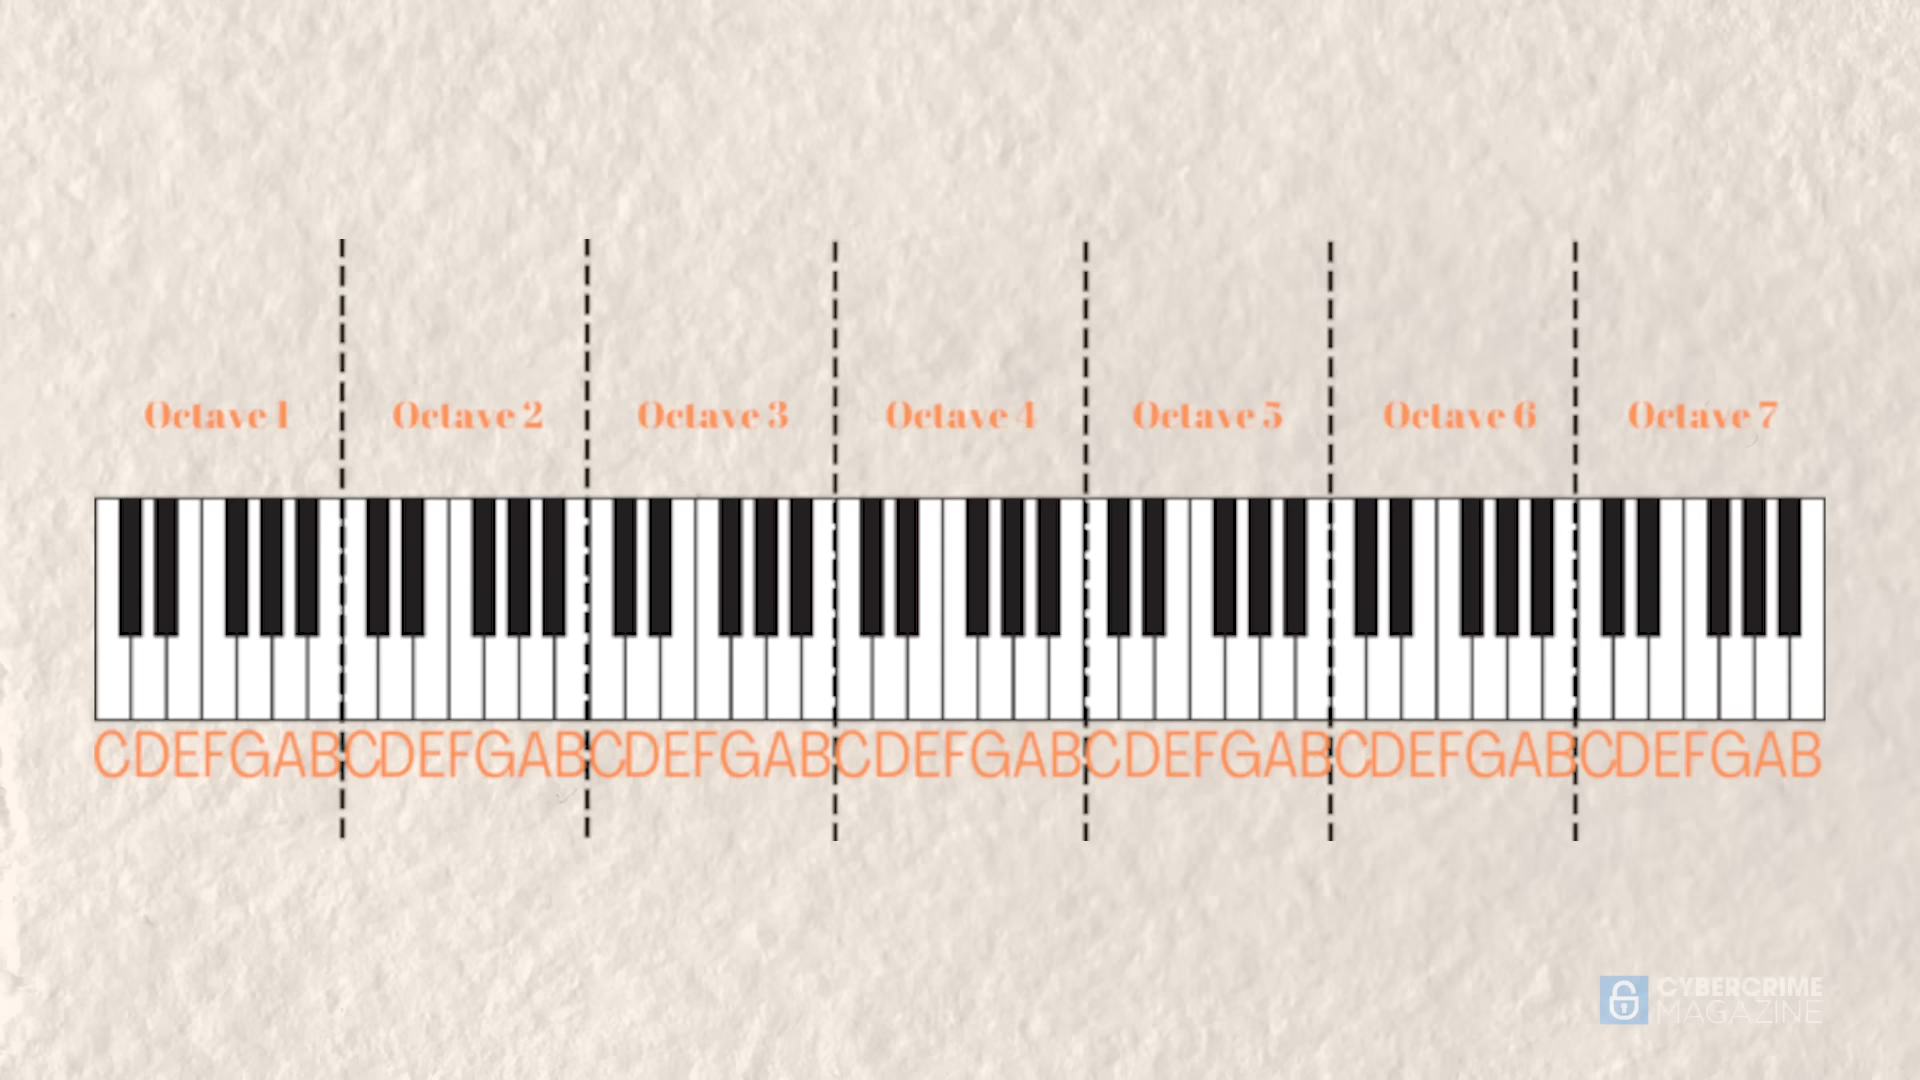 Octave 1 Octave 2 Octave 3 Octave 4 Octave 5 Octave 6 Octave 7
CDEFGABCDEFGABCDEFGABCDEFGABCDEFGABCDEFGABCDEFGAB
CYBERCRIME
MAGAZINE